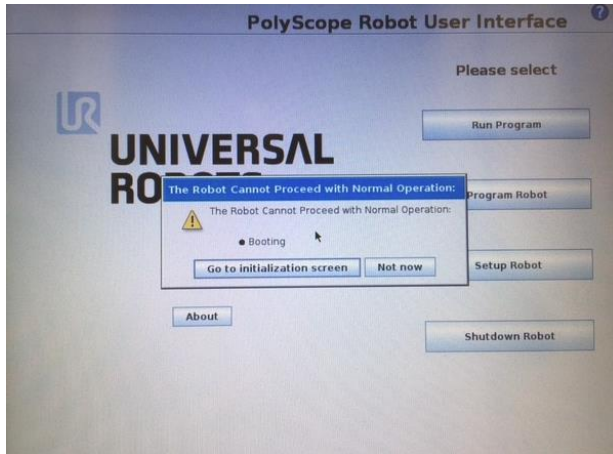 PolyScope Robot User Interface
?
Please select
UR
UNIVERSAL
RO
Run Program
Program Robot
Setup Robot
Shutdown Robot
The Robot Cannot Proceed with Normal Operation:
The Robot Cannot Proceed with Normal Operation:
● Booting
Go to initialization screen
Not now
About